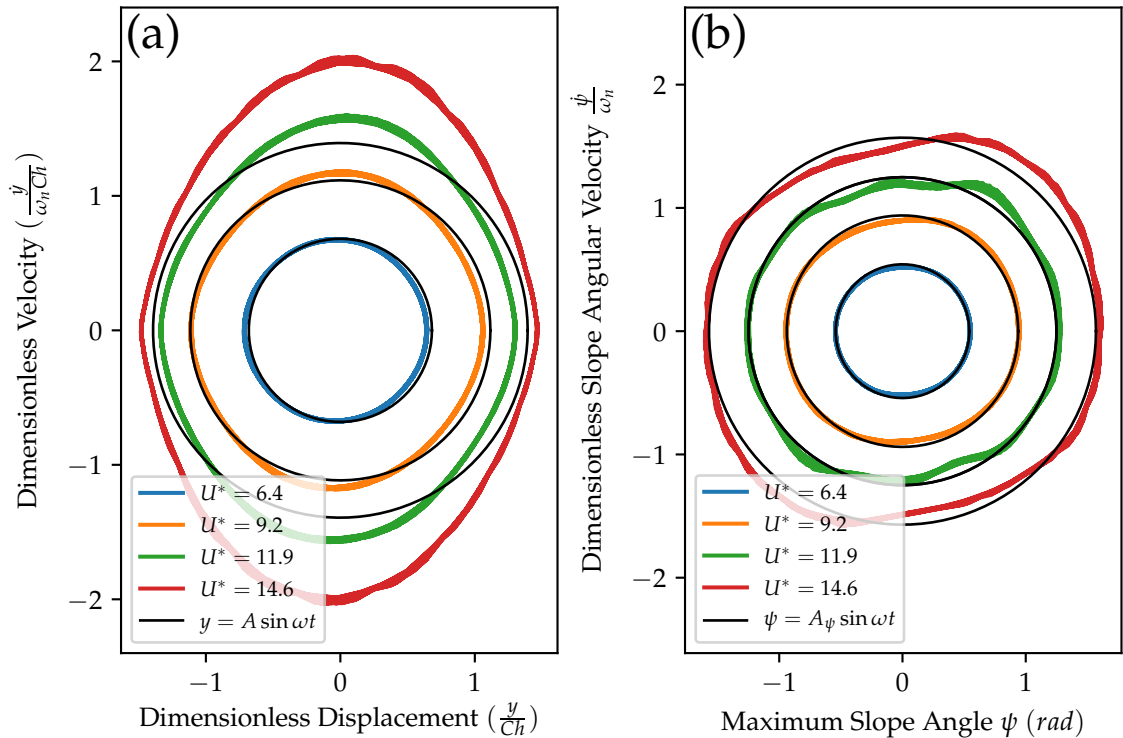 (a)
Dimensionless Velocity ( ẏ / ω_n Ch )
2
1
0
−1
−2
U* = 6.4
U* = 9.2
U* = 11.9
U* = 14.6
y = A sin ωt
−1 0 1
Dimensionless Displacement ( y / Ch )
(b)
Dimensionless Slope Angular Velocity ψ̇ / ω_n
2
1
0
−1
−2
U* = 6.4
U* = 9.2
U* = 11.9
U* = 14.6
ψ = A_ψ sin ωt
−1 0 1
Maximum Slope Angle ψ (rad)